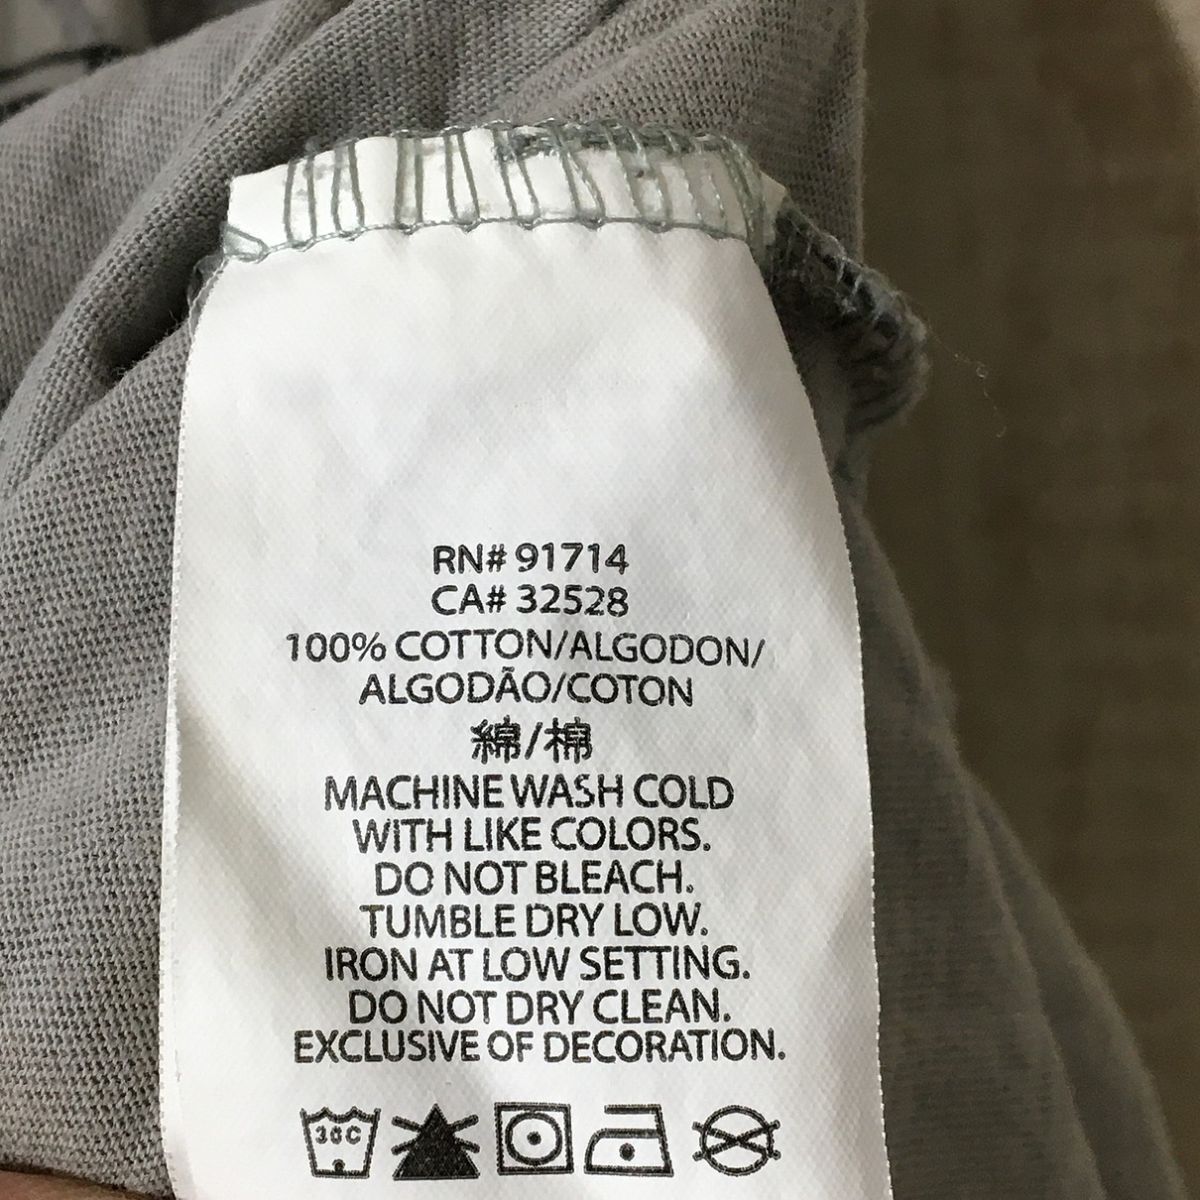 RN# 91714
CA# 32528
100% COTTON/ALGODON/
ALGODÃO/COTON
綿/棉
MACHINE WASH COLD
WITH LIKE COLORS.
DO NOT BLEACH.
TUMBLE DRY LOW.
IRON AT LOW SETTING.
DO NOT DRY CLEAN.
EXCLUSIVE OF DECORATION.
30C